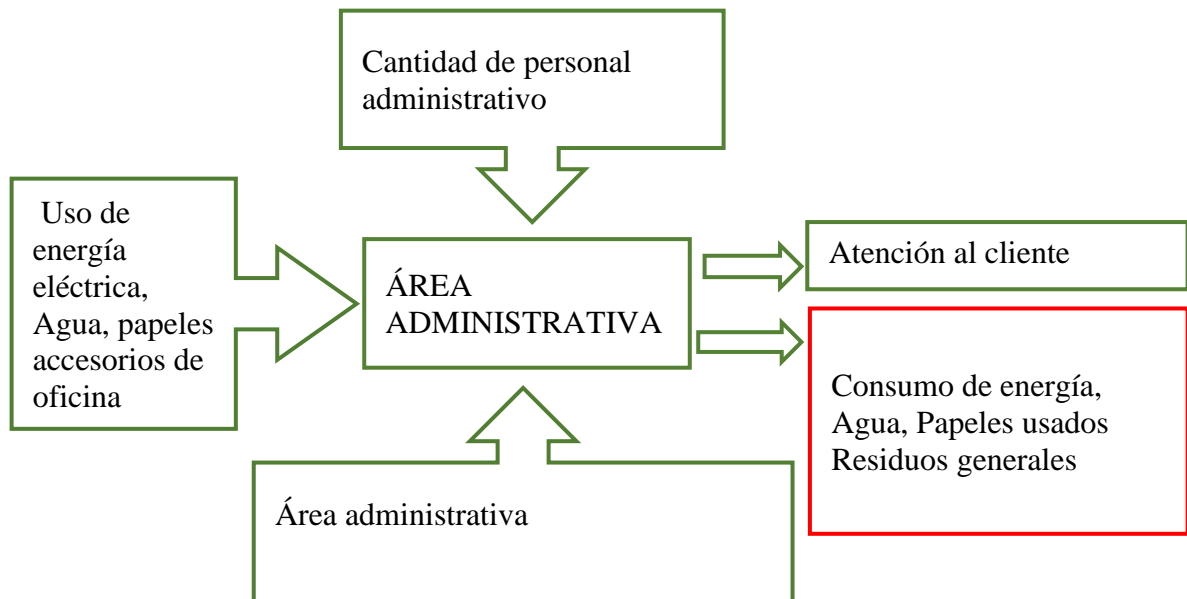 Cantidad de personal
administrativo
Uso de
energía
eléctrica,
Agua, papeles
accesorios de
oficina
ÁREA
ADMINISTRATIVA
Atención al cliente
Consumo de energía,
Agua, Papeles usados
Residuos generales
Área administrativa